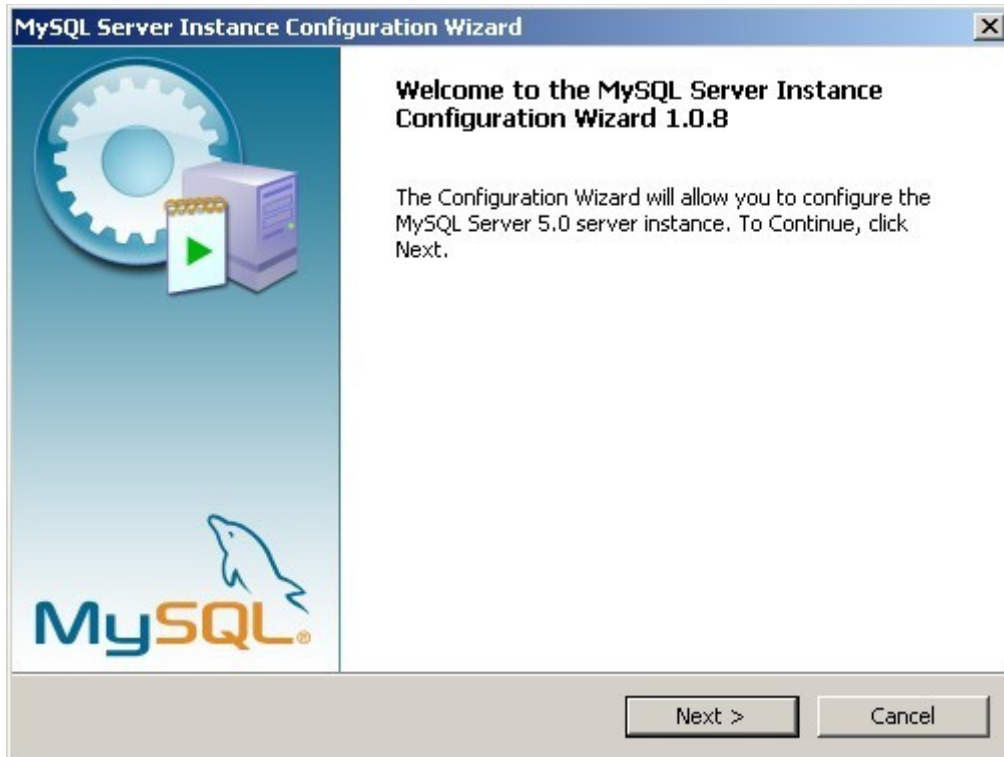 MySQL Server Instance Configuration Wizard
Welcome to the MySQL Server Instance
Configuration Wizard 1.0.8
The Configuration Wizard will allow you to configure the
MySQL Server 5.0 server instance. To Continue, click
Next.
MySQL®
Next >
Cancel